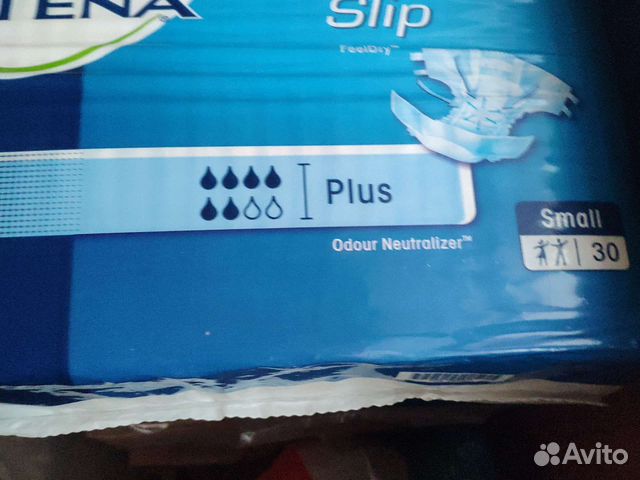 TENA
Slip
FeelDry™
Plus
Odour Neutralizer™
Small
30
Avito